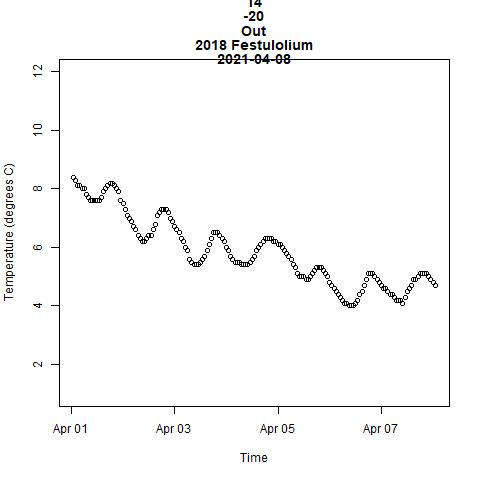 14
-20
Out
2018 Festulolium
2021-04-08
12
10
8
6
4
2
Temperature (degrees C)
Apr 01 Apr 03 Apr 05 Apr 07
Time